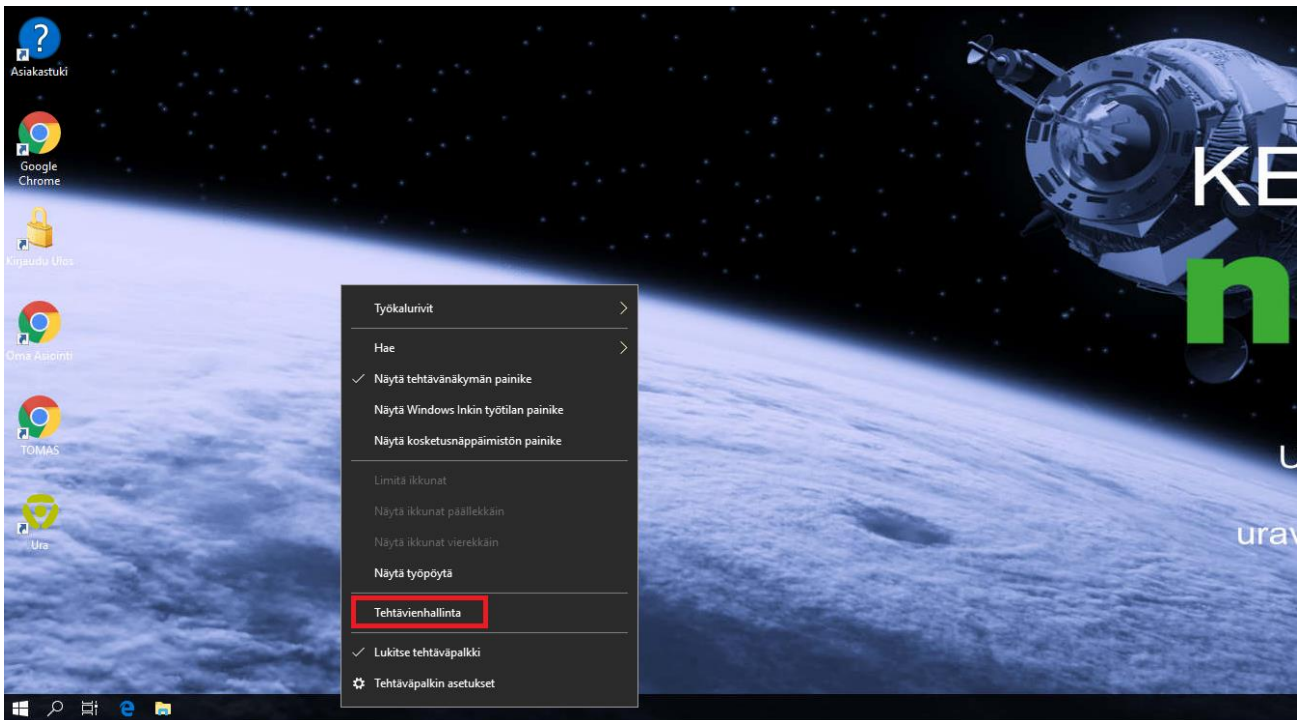 Asiakastuki
Google
Chrome
Kirjaudu Ulos
Oma Asiointi
TOMAS
Ura
Työkalurivit
Hae
Näytä tehtävänäkymän painike
Näytä Windows Inkin työtilan painike
Näytä kosketusnäppäimistön painike
Limitä ikkunat
Näytä ikkunat päällekkäin
Näytä ikkunat vierekkäin
Näytä työpöytä
Tehtävienhallinta
Lukitse tehtäväpalkki
Tehtäväpalkin asetukset
KE
n
U
urav